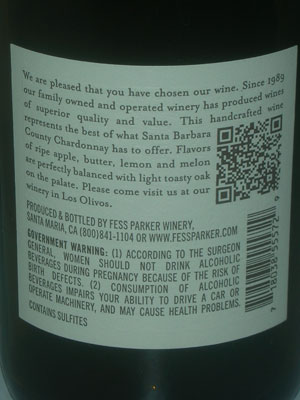 We are pleased that you have chosen our wine. Since 1989
our family owned and operated winery has produced wines
of superior quality and value. This handcrafted wine
represents the best of what Santa Barbara
County Chardonnay has to offer. Flavors
of ripe apple, butter, lemon and melon
are perfectly balanced with light toasty oak
on the palate. Please come visit us at our
winery in Los Olivos.
PRODUCED & BOTTLED BY FESS PARKER WINERY,
SANTA MARIA, CA (800)841-1104 OR WWW.FESSPARKER.COM
GOVERNMENT WARNING: (1) ACCORDING TO THE SURGEON
GENERAL, WOMEN SHOULD NOT DRINK ALCOHOLIC
BEVERAGES DURING PREGNANCY BECAUSE OF THE RISK OF
BIRTH DEFECTS. (2) CONSUMPTION OF ALCOHOLIC
BEVERAGES IMPAIRS YOUR ABILITY TO DRIVE A CAR OR
OPERATE MACHINERY, AND MAY CAUSE HEALTH PROBLEMS.
CONTAINS SULFITES